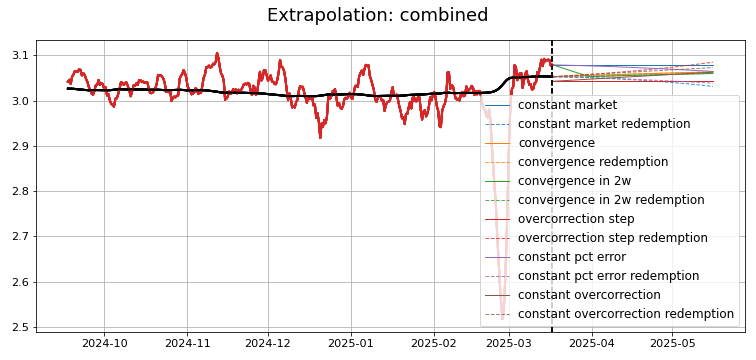 Extrapolation: combined
3.1
3.0
2.9
2.8
2.7
2.6
2.5
constant market
constant market redemption
convergence
convergence redemption
convergence in 2w
convergence in 2w redemption
overcorrection step
overcorrection step redemption
constant pct error
constant pct error redemption
constant overcorrection
constant overcorrection redemption
2024-10 2024-11 2024-12 2025-01 2025-02 2025-03 2025-04 2025-05